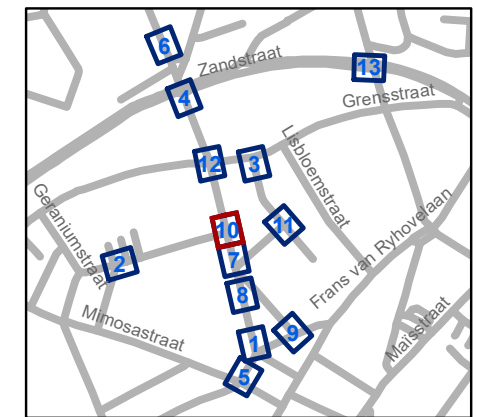 6
Zandstraat
13
4
Grensstraat
Lisbloemstraat
12
3
Geraniumstraat
10
11
Frans van Ryhovelaan
7
2
8
Mimosastraat
9
1
Maïsstraat
5